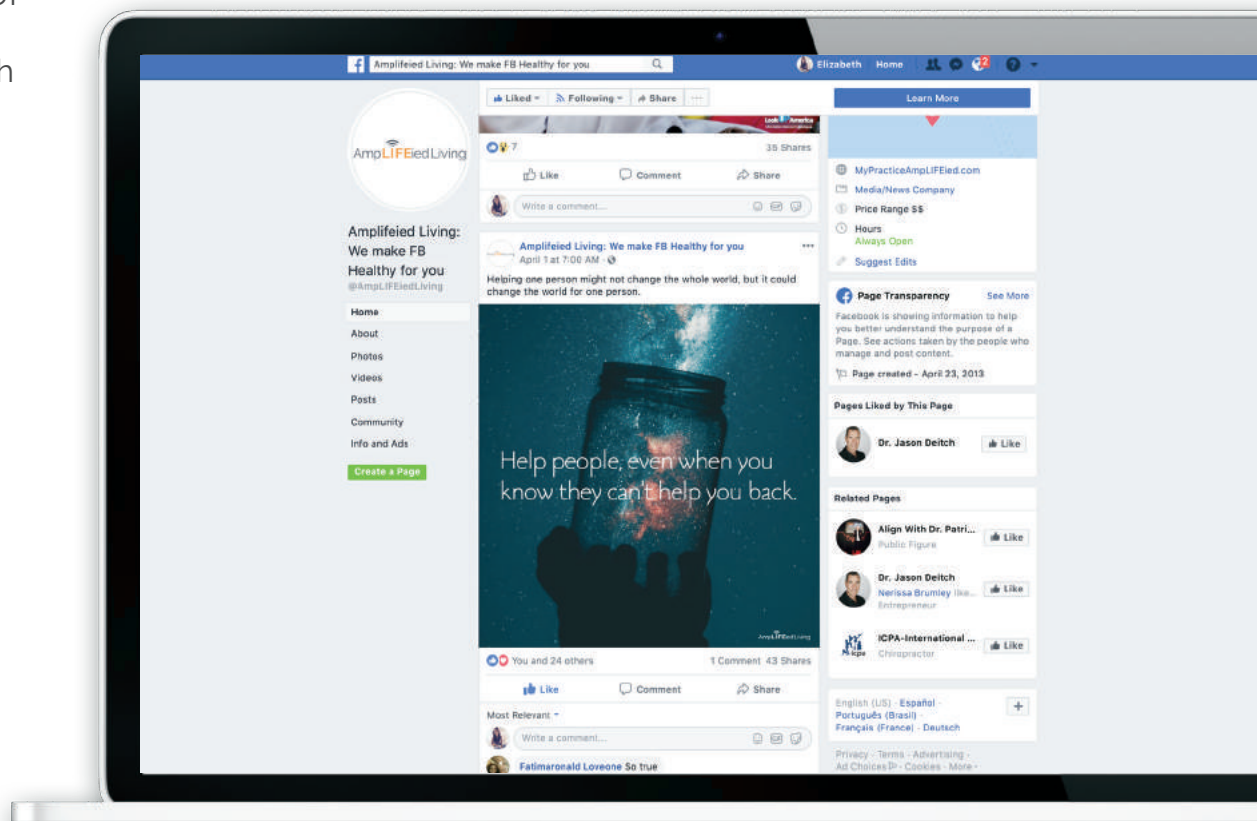 Amplifeied Living: We make FB Healthy for you
Elizabeth Home 2
Liked Following Share
Learn More
AmpLIFEiedLiving
Amplifeied Living:
We make FB
Healthy for you
@AmpLIFEiedLiving
Home
About
Photos
Videos
Posts
Community
Info and Ads
Create a Page
7 35 Shares
Like Comment Share
Write a comment...
Amplifeied Living: We make FB Healthy for you
April 1 at 7:00 AM
Helping one person might not change the whole world, but it could
change the world for one person.
Help people, even when you
know they can't help you back.
AmpLIFEiedLiving
You and 24 others 1 Comment 43 Shares
Like Comment Share
Most Relevant
Write a comment...
Fatimaronald Loveone So true
MyPracticeAmpLIFEied.com
Media/News Company
Price Range $$
Hours
Always Open
Suggest Edits
Page Transparency See More
Facebook is showing information to help
you better understand the purpose of a
Page. See actions taken by the people who
manage and post content.
Page created - April 23, 2013
Pages Liked by This Page
Dr. Jason Deitch Like
Related Pages
Align With Dr. Patri... Like
Public Figure
Dr. Jason Deitch
Nerissa Brumley like... Like
Entrepreneur
ICPA-International ... Like
Chiropractor
icpa
English (US) · Español ·
Português (Brasil) ·
Français (France) · Deutsch
Privacy · Terms · Advertising ·
Ad Choices · Cookies · More ·